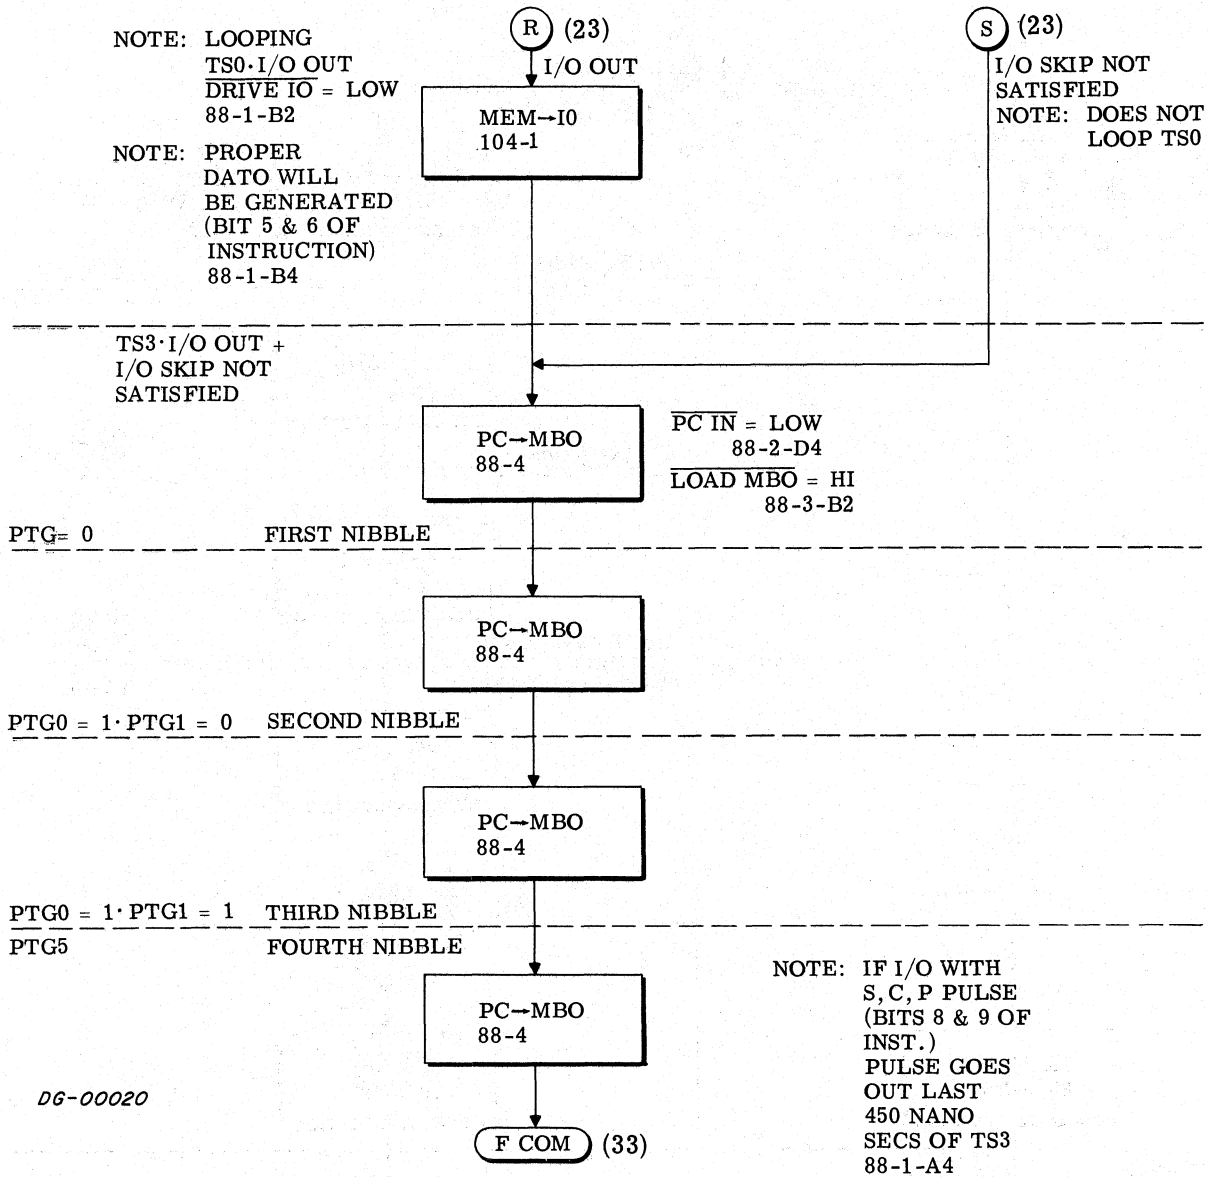 NOTE: LOOPING
TS0·I/O OUT
DRIVE IO = LOW
88-1-B2
NOTE: PROPER
DATO WILL
BE GENERATED
(BIT 5 & 6 OF
INSTRUCTION)
88-1-B4
R (23)
I/O OUT
MEM→I0
104-1
S (23)
I/O SKIP NOT
SATISFIED
NOTE: DOES NOT
LOOP TS0
TS3·I/O OUT +
I/O SKIP NOT
SATISFIED
PC→MBO
88-4
PC IN = LOW
88-2-D4
LOAD MBO = HI
88-3-B2
PTG= 0 FIRST NIBBLE
PC→MBO
88-4
PTG0 = 1·PTG1 = 0 SECOND NIBBLE
PC→MBO
88-4
PTG0 = 1·PTG1 = 1 THIRD NIBBLE
PTG5 FOURTH NIBBLE
PC→MBO
88-4
NOTE: IF I/O WITH
S, C, P PULSE
(BITS 8 & 9 OF
INST.)
PULSE GOES
OUT LAST
450 NANO
SECS OF TS3
88-1-A4
DG-00020
F COM (33)